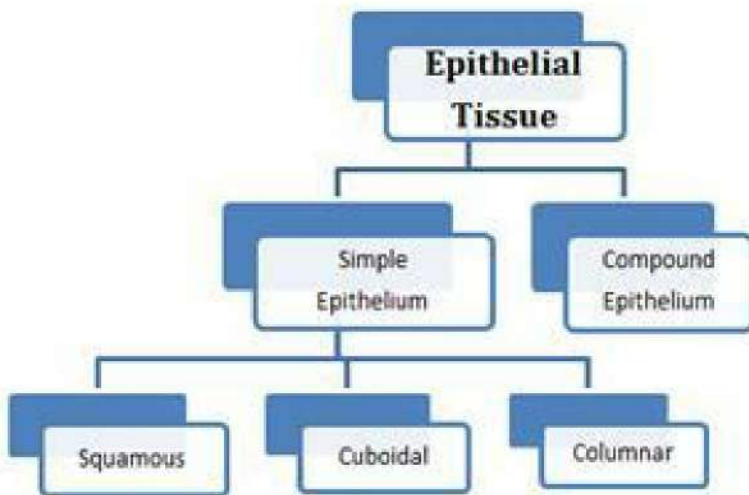 Epithelial
Tissue
Simple
Epithelium
Compound
Epithelium
Squamous
Cuboidal
Columnar